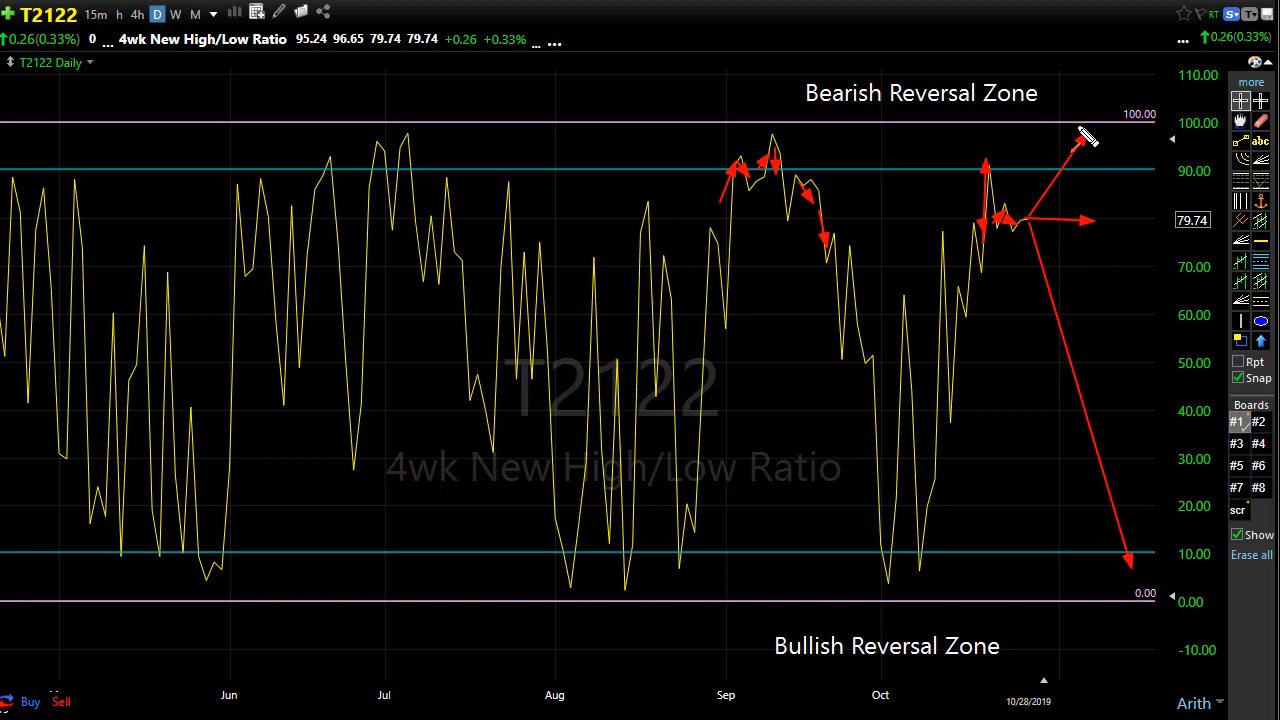 T2122 15m h 4h D W M
RT S T
0.26(0.33%) 0 ... 4wk New High/Low Ratio 95.24 96.65 79.74 79.74 +0.26 +0.33% ... ... ... 0.26(0.33%)
T2122 Daily
more
110.00
Bearish Reversal Zone
100.00
100.00
abc
90.00
79.74
70.00
60.00
50.00
T2122
Rpt
Snap
40.00
Boards
#1 #2
#3 #4
4wk New High/Low Ratio
30.00
#5 #6
#7 #8
20.00
scr
Show
10.00
Erase all
0.00
0.00
Bullish Reversal Zone
-10.00
Jun Jul Aug Sep Oct
Buy Sell
10/28/2019
Arith